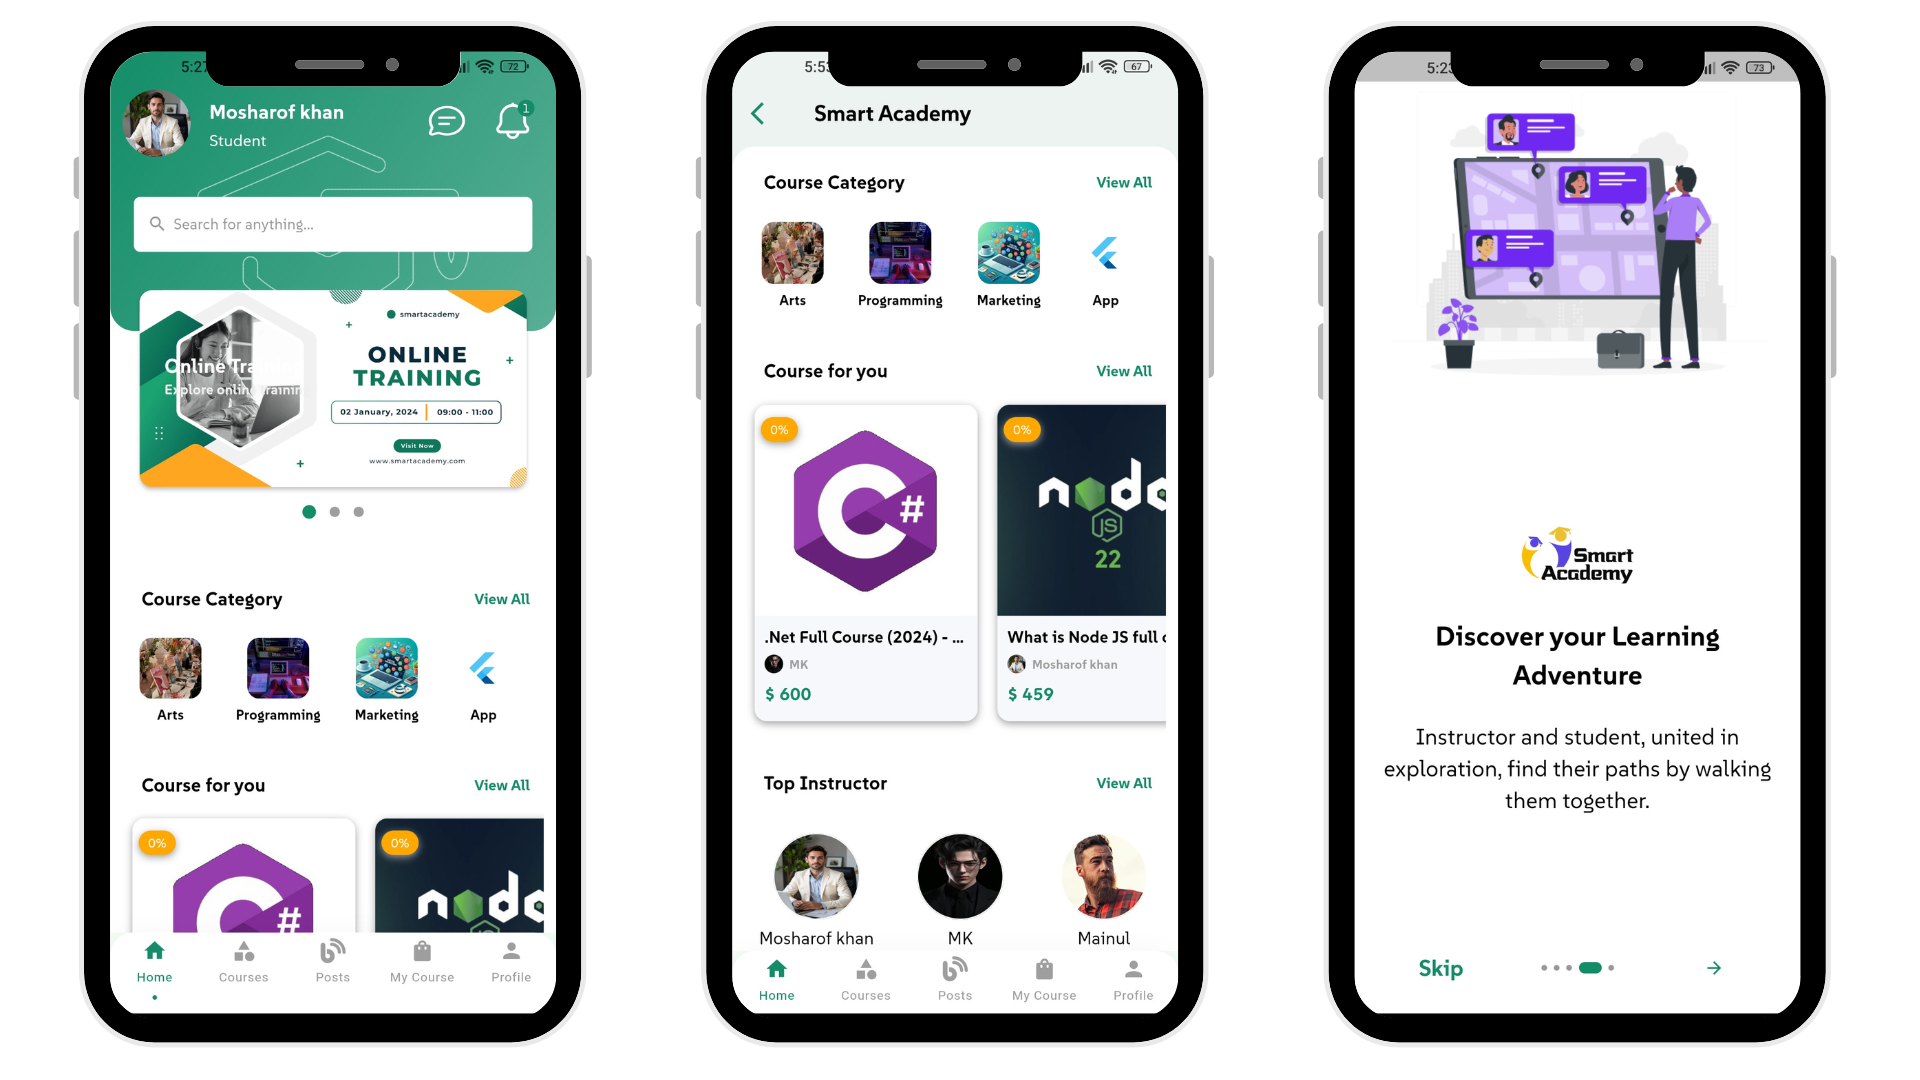 5:27
72
Mosharof khan
Student
1
Search for anything...
smartacademy
ONLINE
TRAINING
Online Tra
Explore online trainin
02 January, 2024
09:00 - 11:00
Visit Now
www.smartacademy.com
Course Category
View All
Arts
Programming
Marketing
App
Course for you
View All
0%
0%
C#
node
Home
Courses
Posts
My Course
Profile
5:53
67
Smart Academy
Course Category
View All
Arts
Programming
Marketing
App
Course for you
View All
0%
0%
C#
node
JS
22
.Net Full Course (2024) - ...
What is Node JS full c
MK
Mosharof khan
$ 600
$ 459
Top Instructor
View All
Mosharof khan
MK
Mainul
Home
Courses
Posts
My Course
Profile
5:23
73
Smart
Academy
Discover your Learning
Adventure
Instructor and student, united in
exploration, find their paths by walking
them together.
Skip